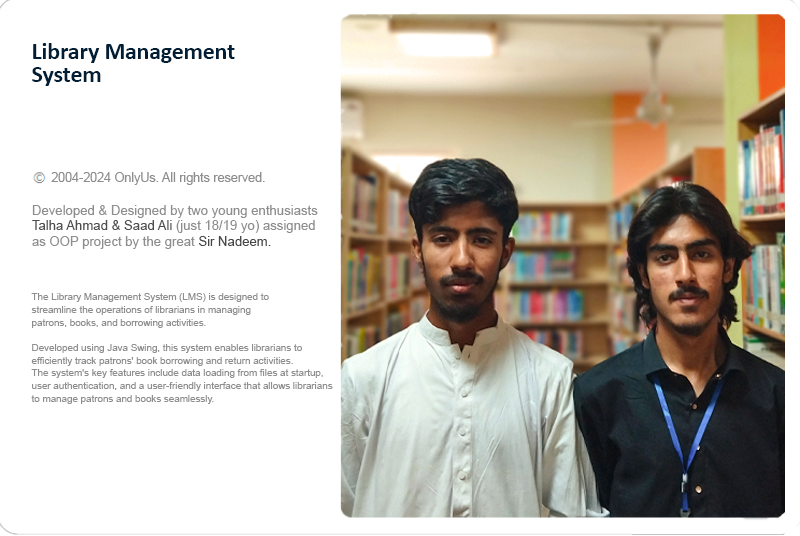 Library Management
System
© 2004-2024 OnlyUs. All rights reserved.
Developed & Designed by two young enthusiasts
Talha Ahmad & Saad Ali (just 18/19 yo) assigned
as OOP project by the great Sir Nadeem.
The Library Management System (LMS) is designed to
streamline the operations of librarians in managing
patrons, books, and borrowing activities.
Developed using Java Swing, this system enables librarians to
efficiently track patrons' book borrowing and return activities.
The system's key features include data loading from files at startup,
user authentication, and a user-friendly interface that allows librarians
to manage patrons and books seamlessly.